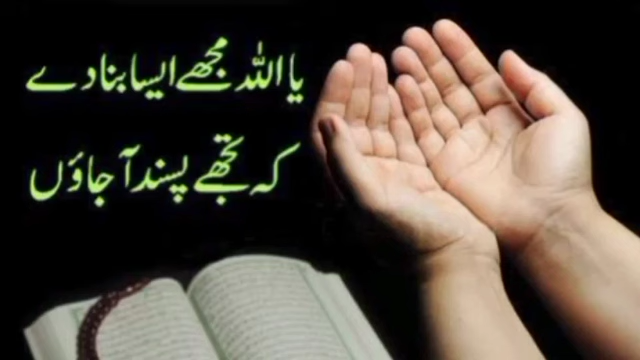 یا اللہ مجھے ایسا بنا دے
کہ تجھے پسند آ جاؤں